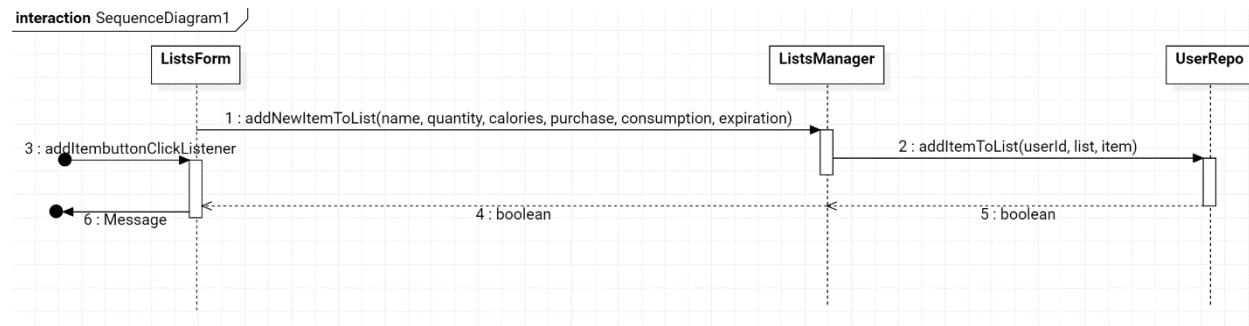 interaction SequenceDiagram1
ListsForm
ListsManager
UserRepo
1 : addNewItemToList(name, quantity, calories, purchase, consumption, expiration)
3 : addItembuttonClickListener
2 : addItemToList(userId, list, item)
6 : Message
4 : boolean
5 : boolean